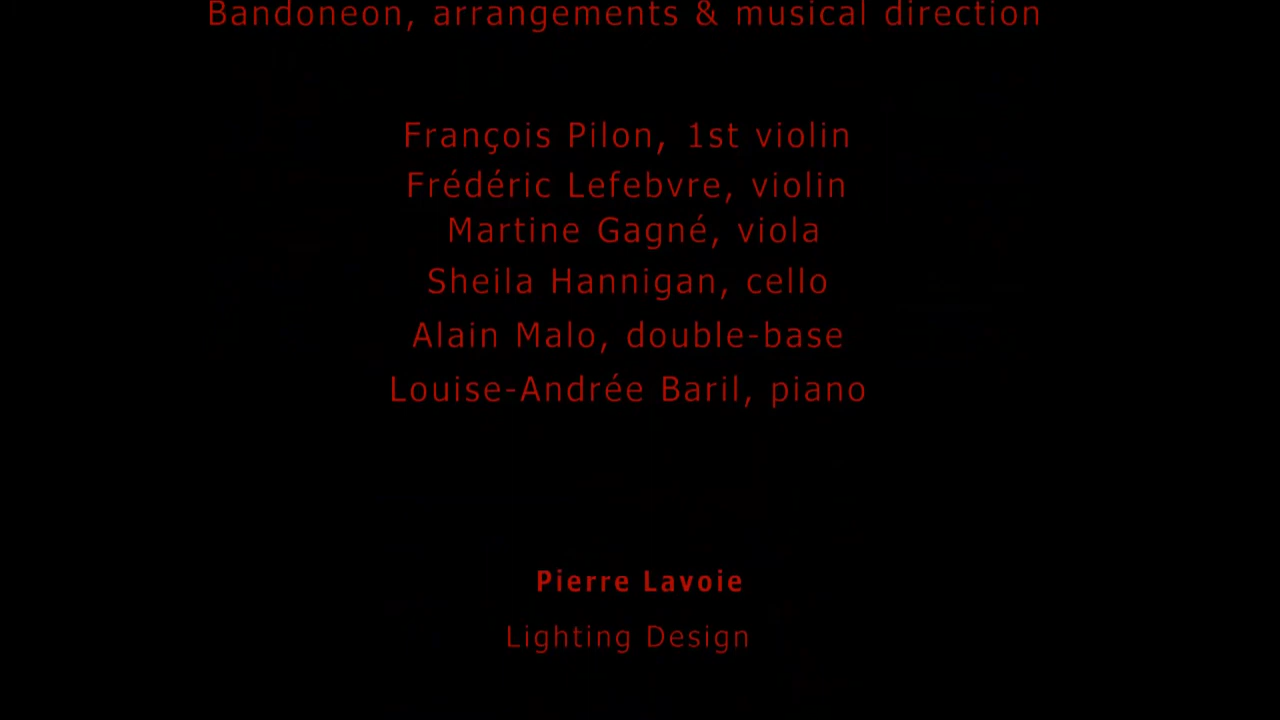 Bandoneon, arrangements & musical direction
François Pilon, 1st violin
Frédéric Lefebvre, violin
Martine Gagné, viola
Sheila Hannigan, cello
Alain Malo, double-base
Louise-Andrée Baril, piano
Pierre Lavoie
Lighting Design